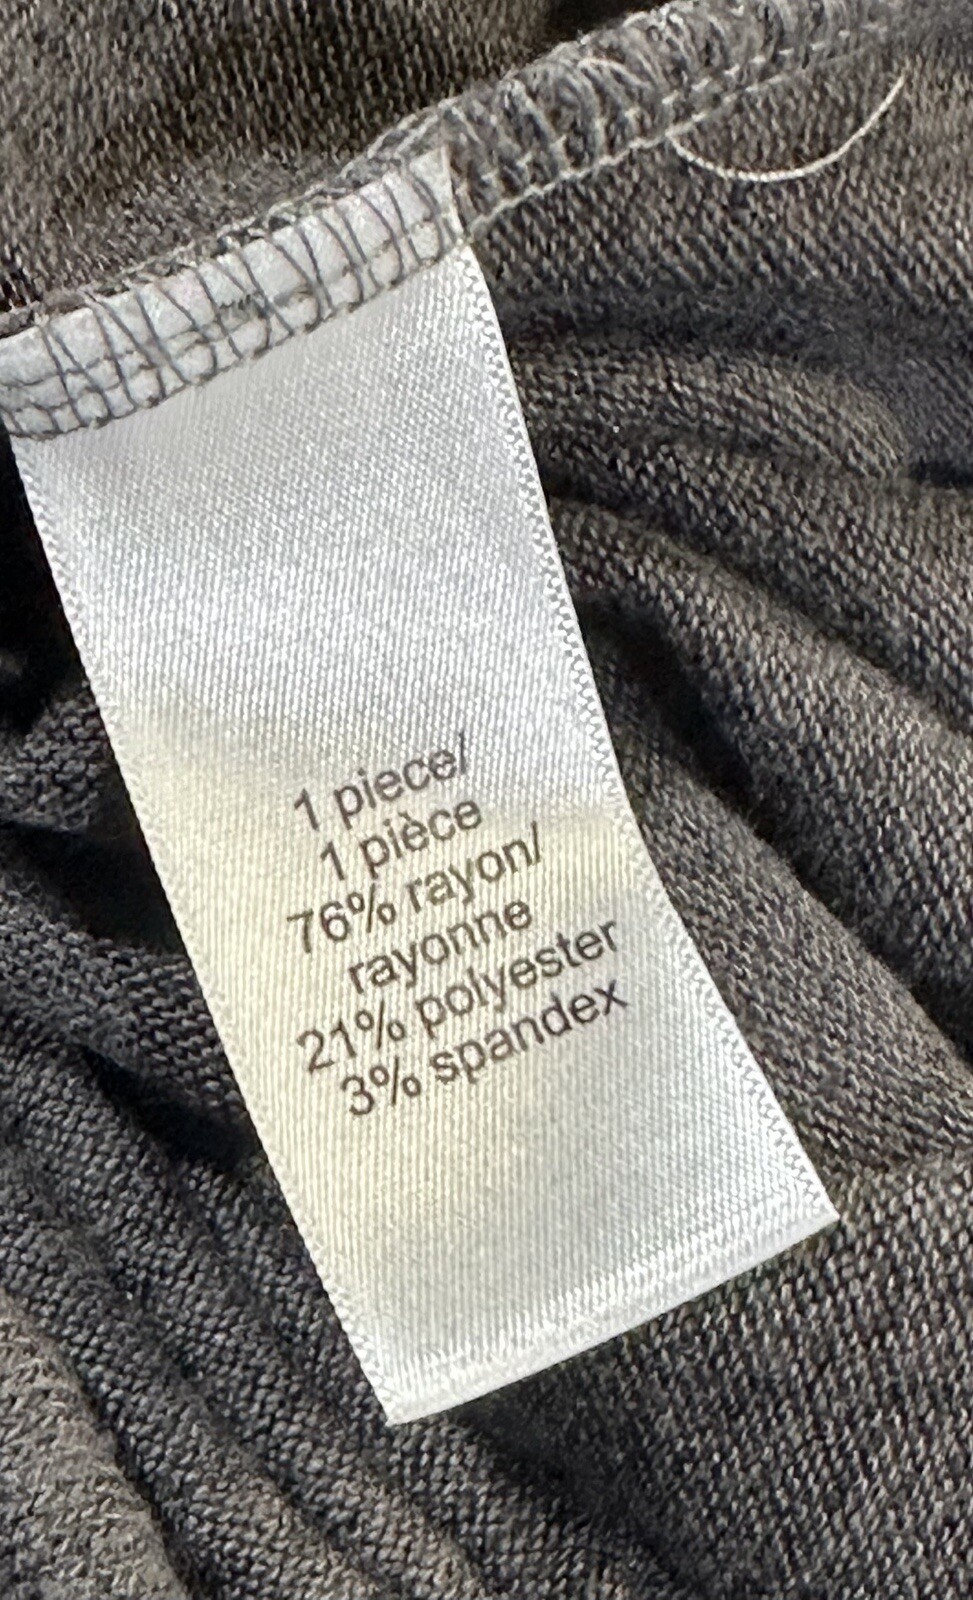 1 piece/
1 pièce
76% rayon/
rayonne
21% polyester
3% spandex